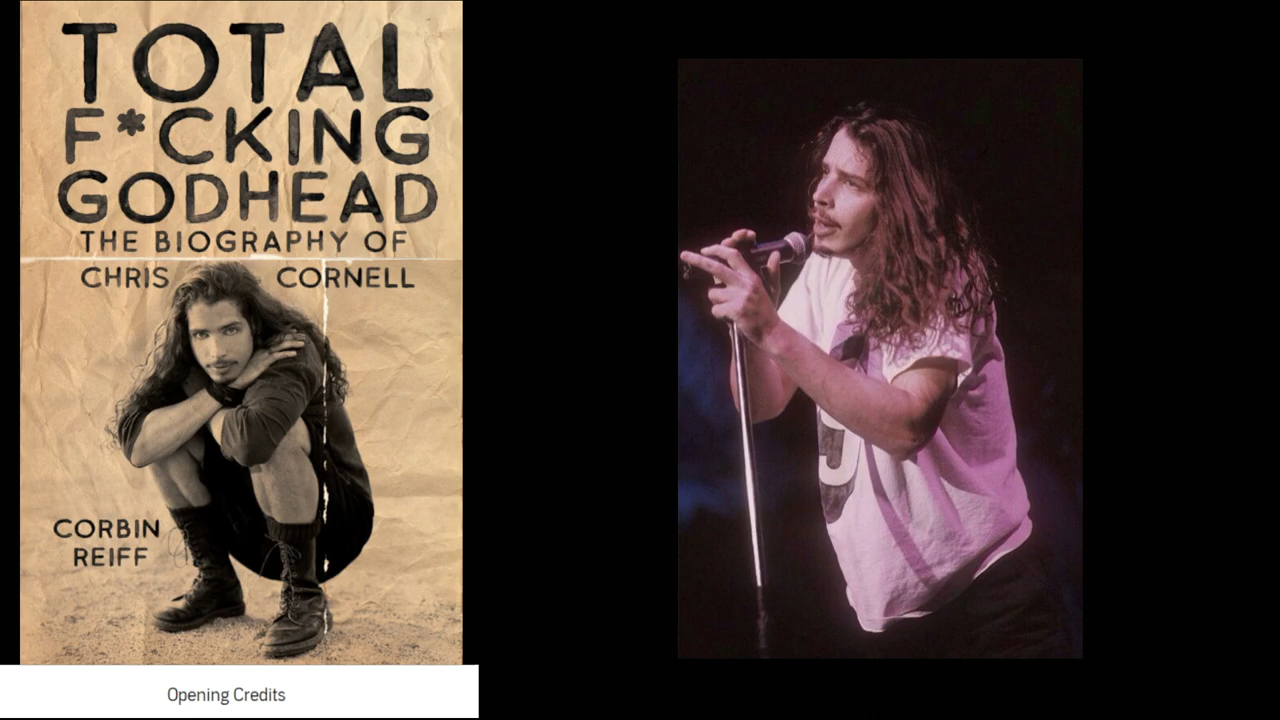 TOTAL
F*CKING
GODHEAD
THE BIOGRAPHY OF
CHRIS CORNELL
CORBIN
REIFF
Opening Credits